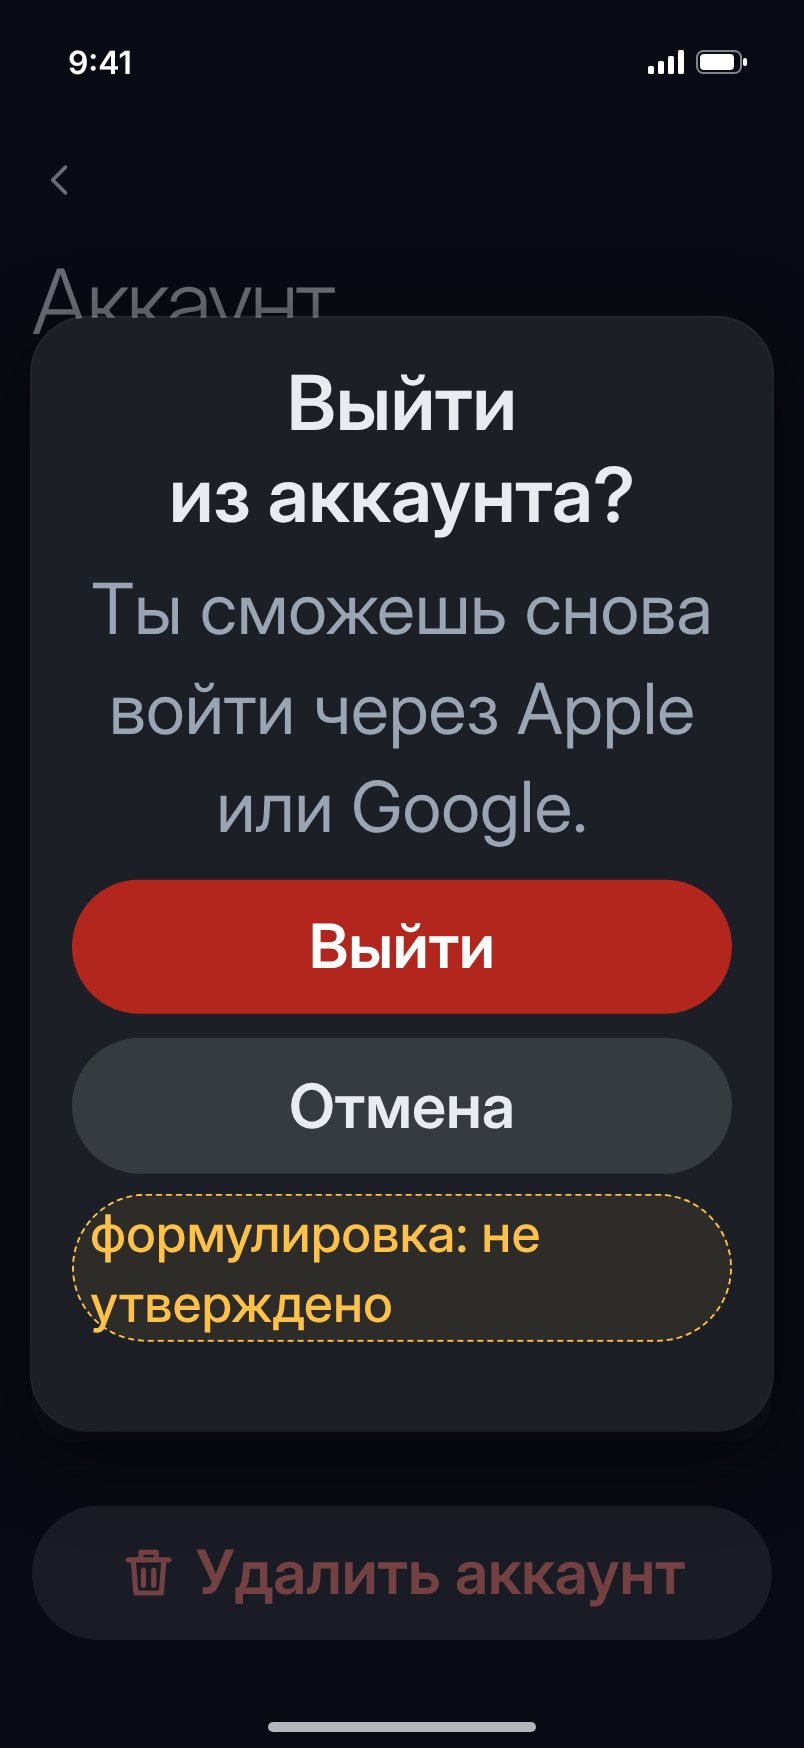 9:41
Аккаунт
Выйти
из аккаунта?
Ты сможешь снова
войти через Apple
или Google.
Выйти
Отмена
формулировка: не
утверждено
Удалить аккаунт